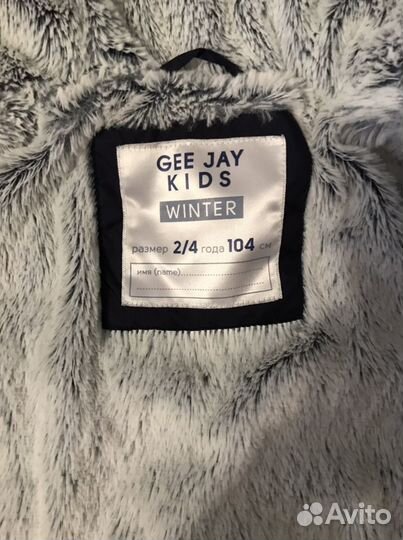 GEE JAY
KIDS
WINTER
размер 2/4 года 104 см
имя (name)
Avito